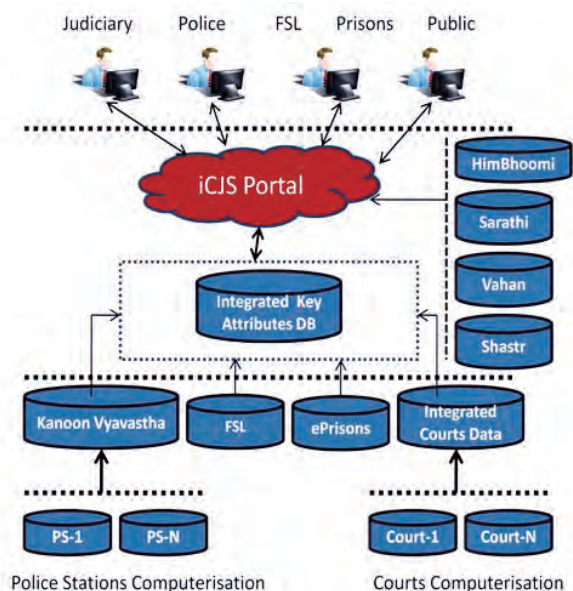 Judiciary Police FSL Prisons Public
iCJS Portal
HimBhoomi
Sarathi
Vahan
Shastr
Integrated Key
Attributes DB
Kanoon Vyavastha
FSL
ePrisons
Integrated
Courts Data
PS-1 PS-N
Court-1 Court-N
Police Stations Computerisation
Courts Computerisation